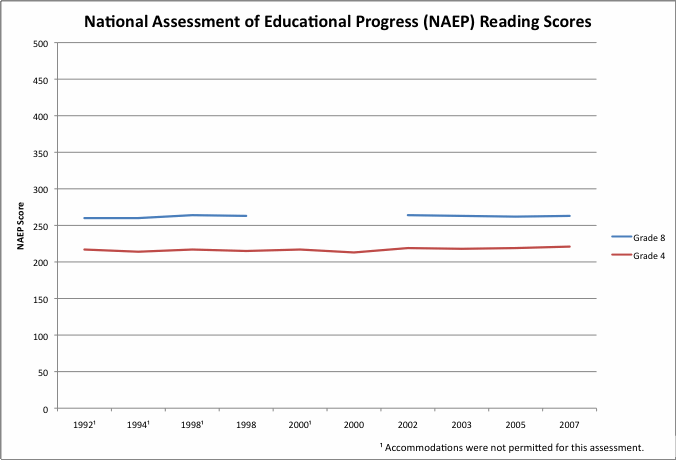 National Assessment of Educational Progress (NAEP) Reading Scores
500
450
400
350
300
250
200
150
100
50
0
NAEP Score
Grade 8
Grade 4
1992¹ 1994¹ 1998¹ 1998 2000¹ 2000 2002 2003 2005 2007
¹ Accommodations were not permitted for this assessment.